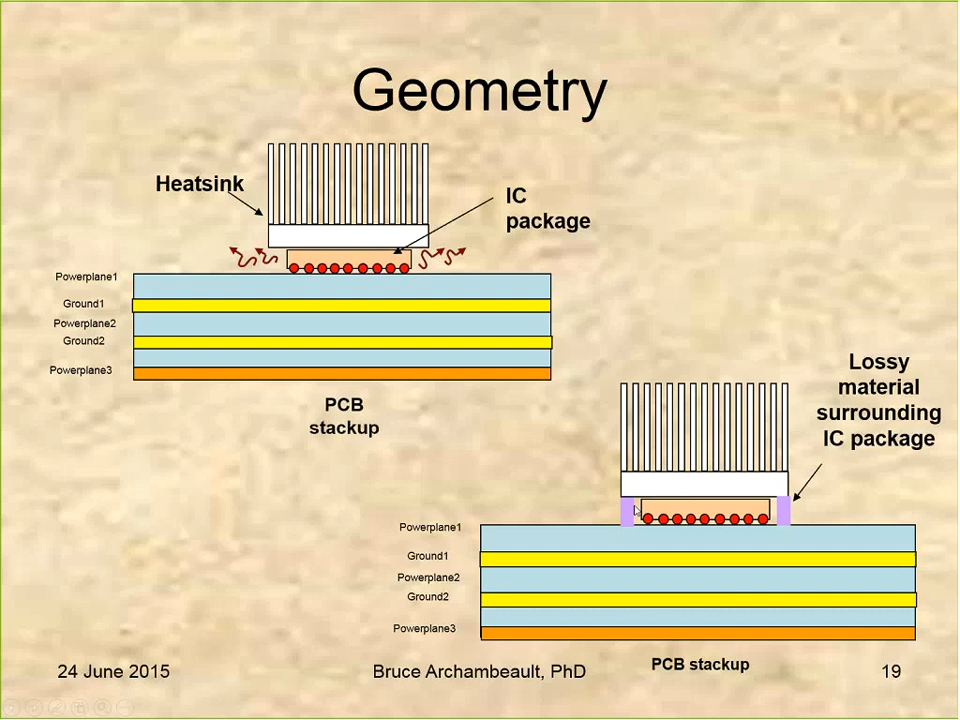 Geometry
Heatsink
IC
package
Powerplane1
Ground1
Powerplane2
Ground2
Powerplane3
PCB
stackup
Lossy
material
surrounding
IC package
Powerplane1
Ground1
Powerplane2
Ground2
Powerplane3
PCB stackup
24 June 2015
Bruce Archambeault, PhD
19